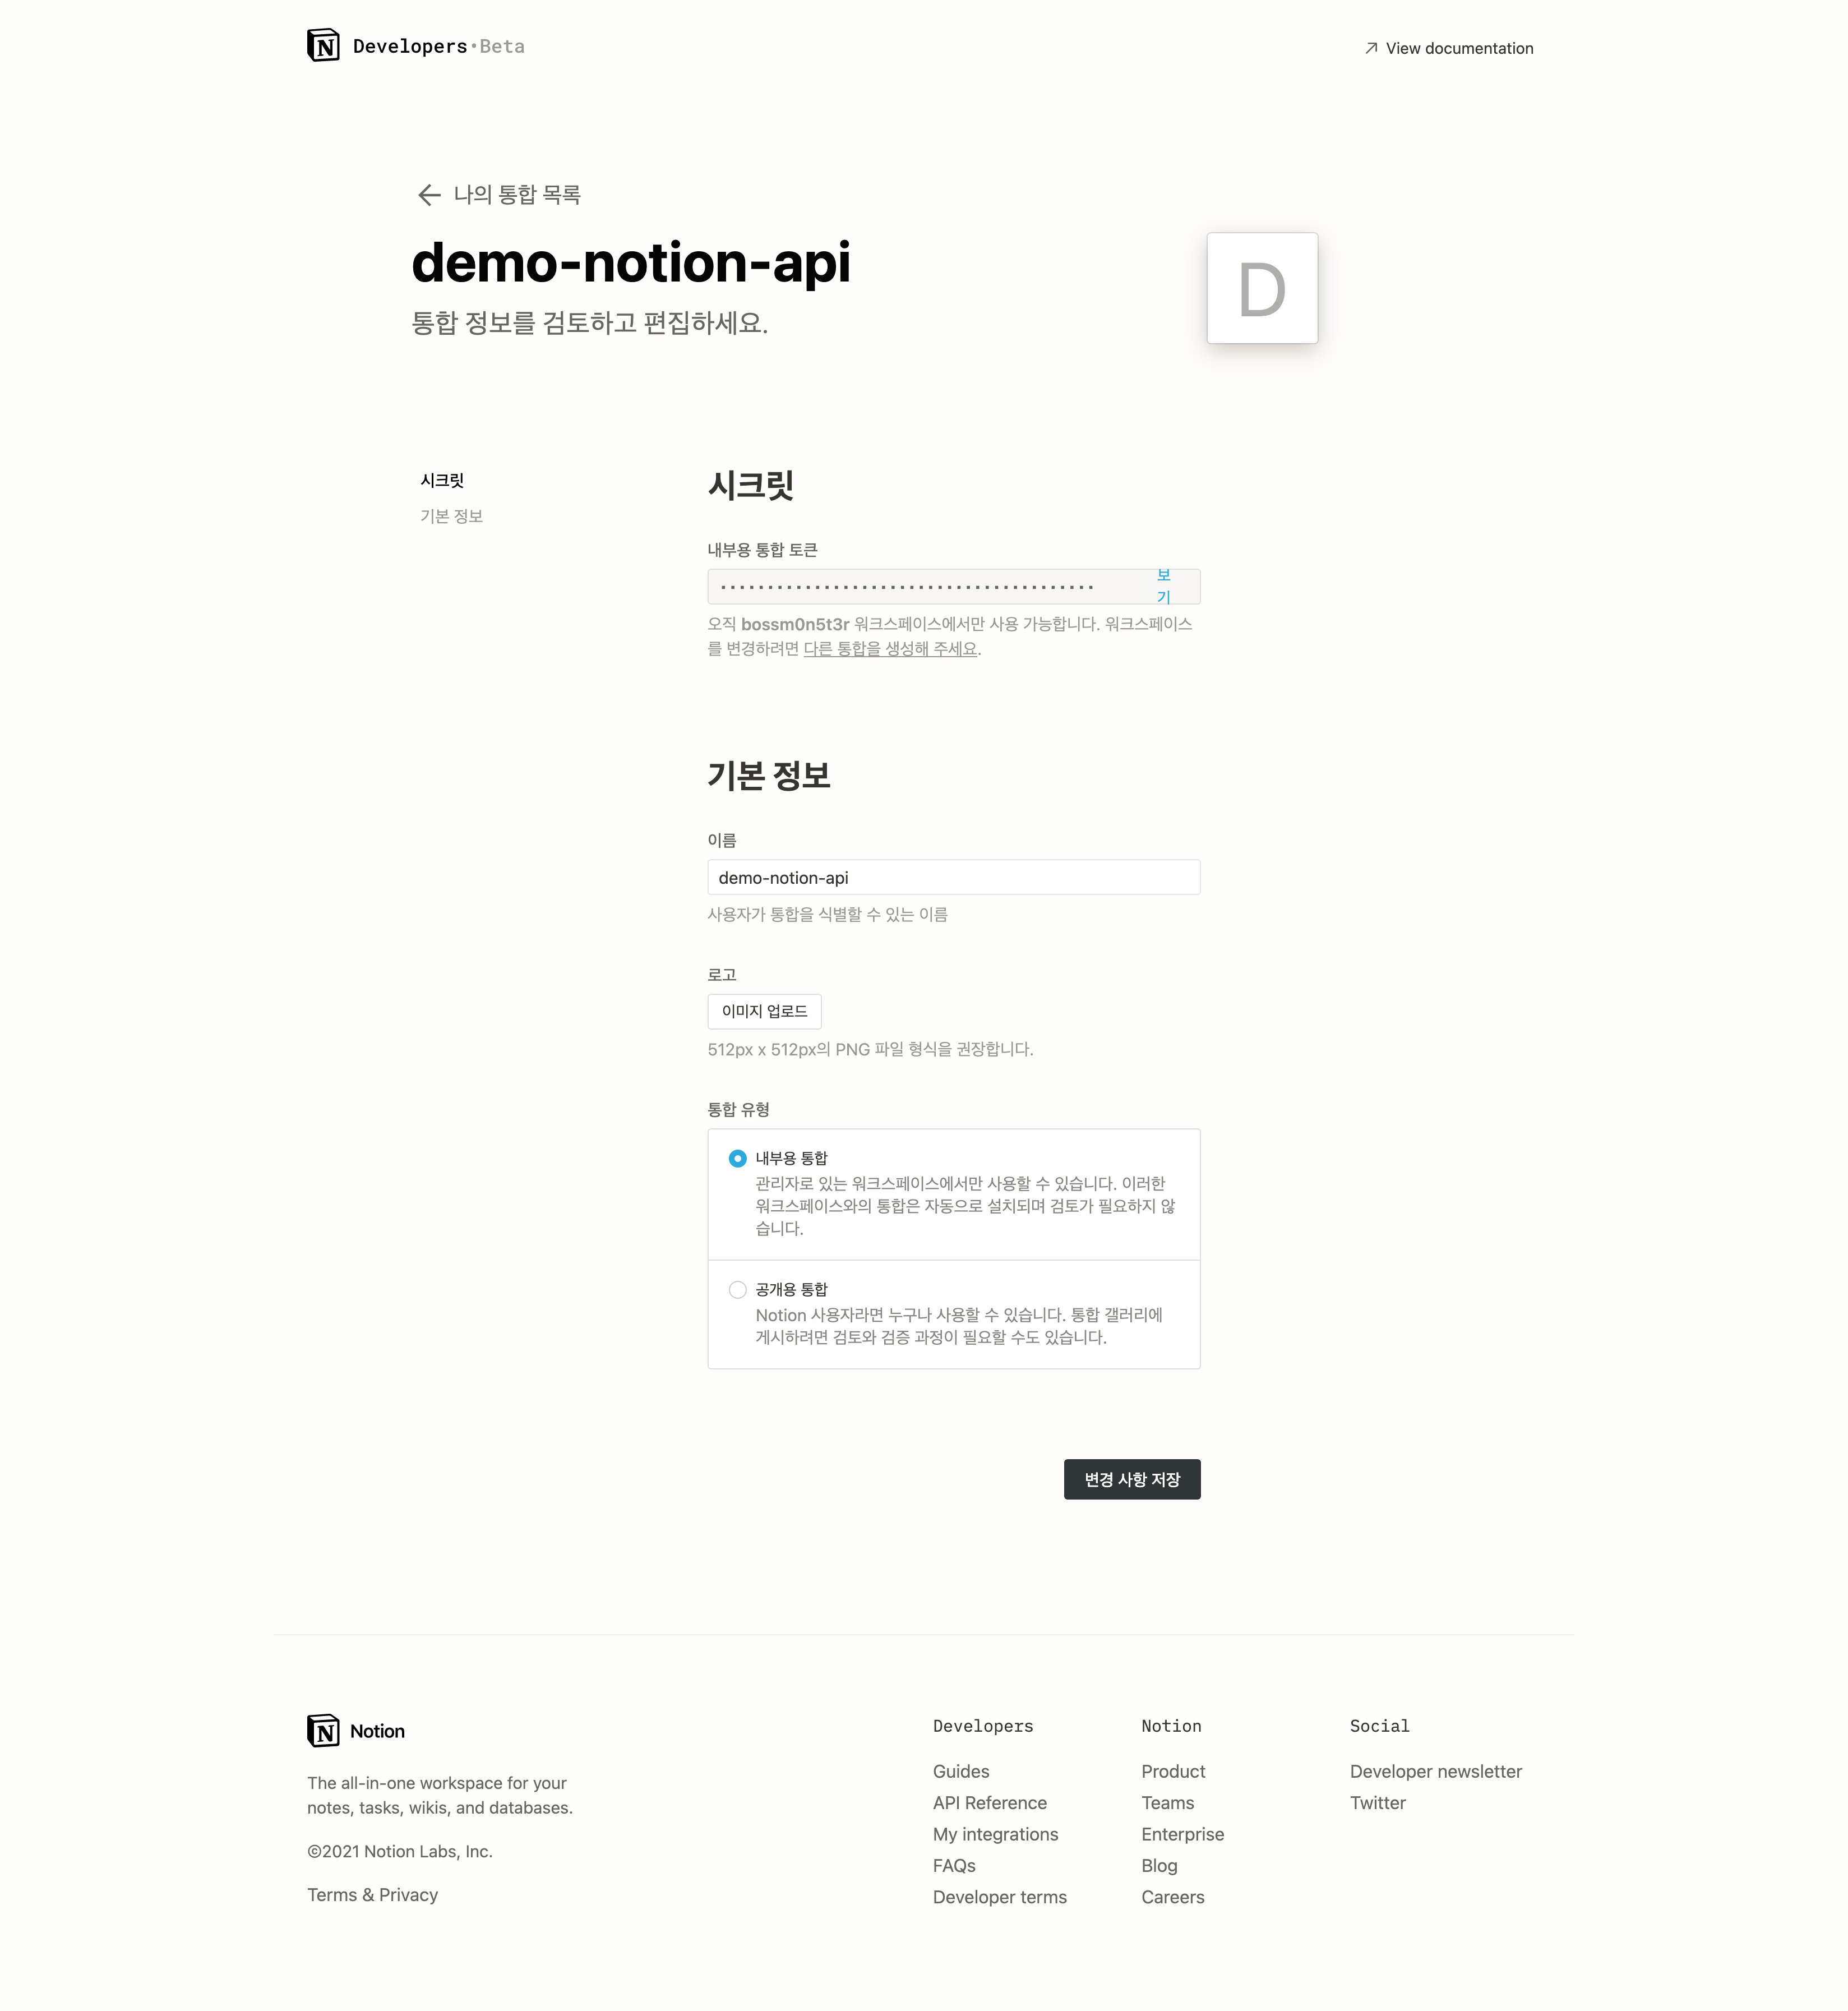 Developers•Beta
View documentation
나의 통합 목록
demo-notion-api
통합 정보를 검토하고 편집하세요.
D
시크릿
기본 정보
시크릿
내부용 통합 토큰
보
기
오직 bossm0n5t3r 워크스페이스에서만 사용 가능합니다. 워크스페이스
를 변경하려면 다른 통합을 생성해 주세요.
기본 정보
이름
demo-notion-api
사용자가 통합을 식별할 수 있는 이름
로고
이미지 업로드
512px x 512px의 PNG 파일 형식을 권장합니다.
통합 유형
내부용 통합
관리자로 있는 워크스페이스에서만 사용할 수 있습니다. 이러한
워크스페이스와의 통합은 자동으로 설치되며 검토가 필요하지 않
습니다.
공개용 통합
Notion 사용자라면 누구나 사용할 수 있습니다. 통합 갤러리에
게시하려면 검토와 검증 과정이 필요할 수도 있습니다.
변경 사항 저장
Notion
The all-in-one workspace for your
notes, tasks, wikis, and databases.
©2021 Notion Labs, Inc.
Terms & Privacy
Developers
Guides
API Reference
My integrations
FAQs
Developer terms
Notion
Product
Teams
Enterprise
Blog
Careers
Social
Developer newsletter
Twitter